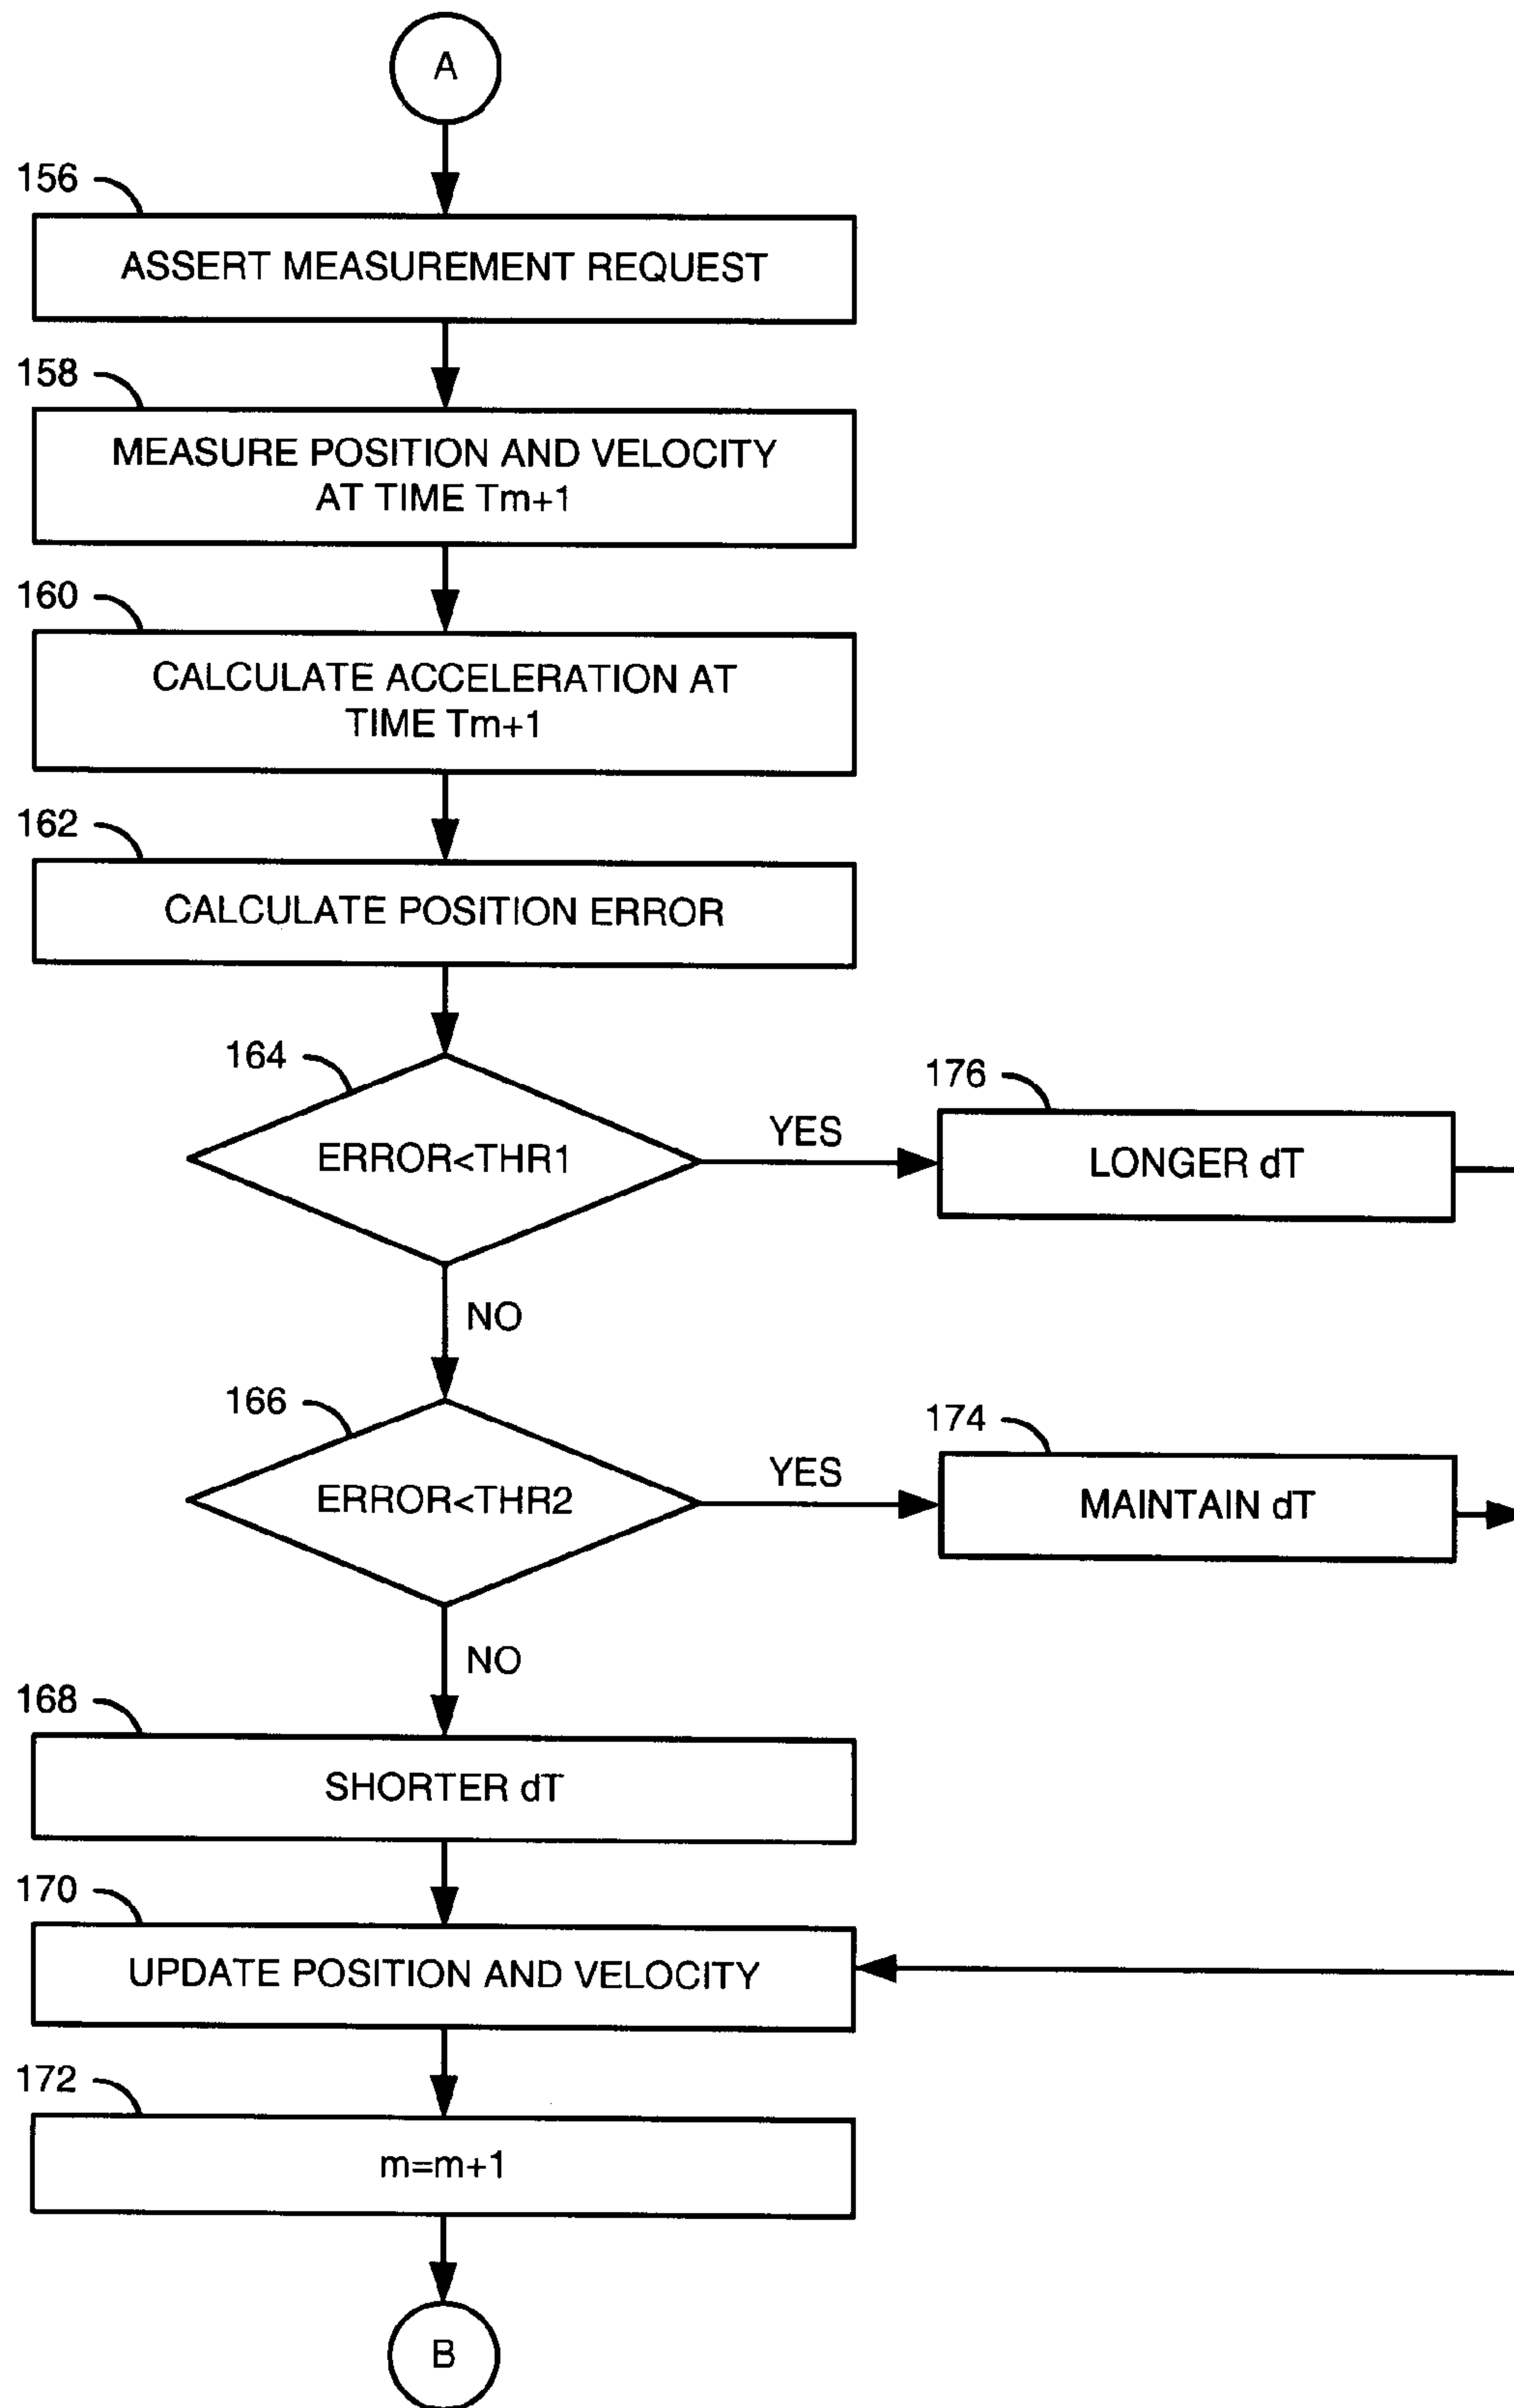 A
156
ASSERT MEASUREMENT REQUEST
158
MEASURE POSITION AND VELOCITY
AT TIME Tm+1
160
CALCULATE ACCELERATION AT
TIME Tm+1
162
CALCULATE POSITION ERROR
164
ERROR<THR1
YES
176
LONGER dT
NO
166
ERROR<THR2
YES
174
MAINTAIN dT
NO
168
SHORTER dT
170
UPDATE POSITION AND VELOCITY
172
m=m+1
B